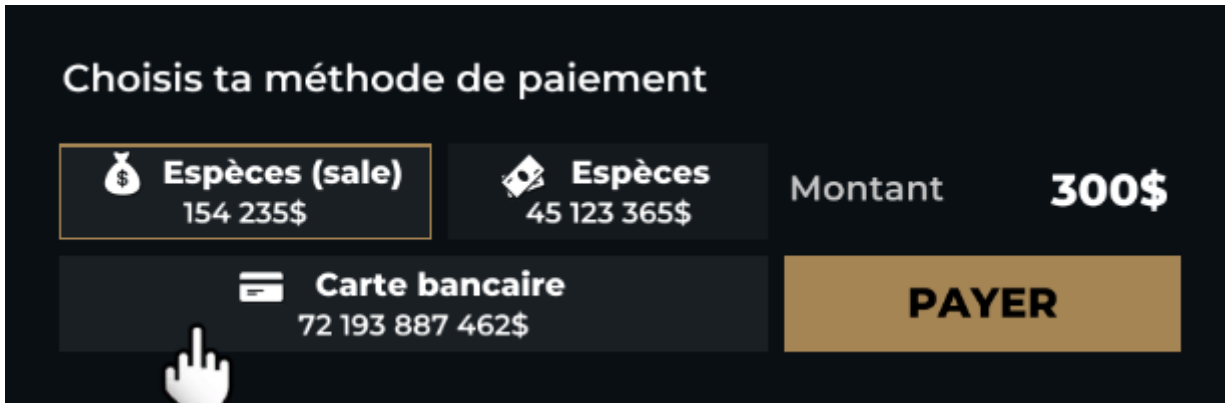 Choisis ta méthode de paiement
Espèces (sale)
154 235$
Espèces
45 123 365$
Montant
300$
Carte bancaire
72 193 887 462$
PAYER